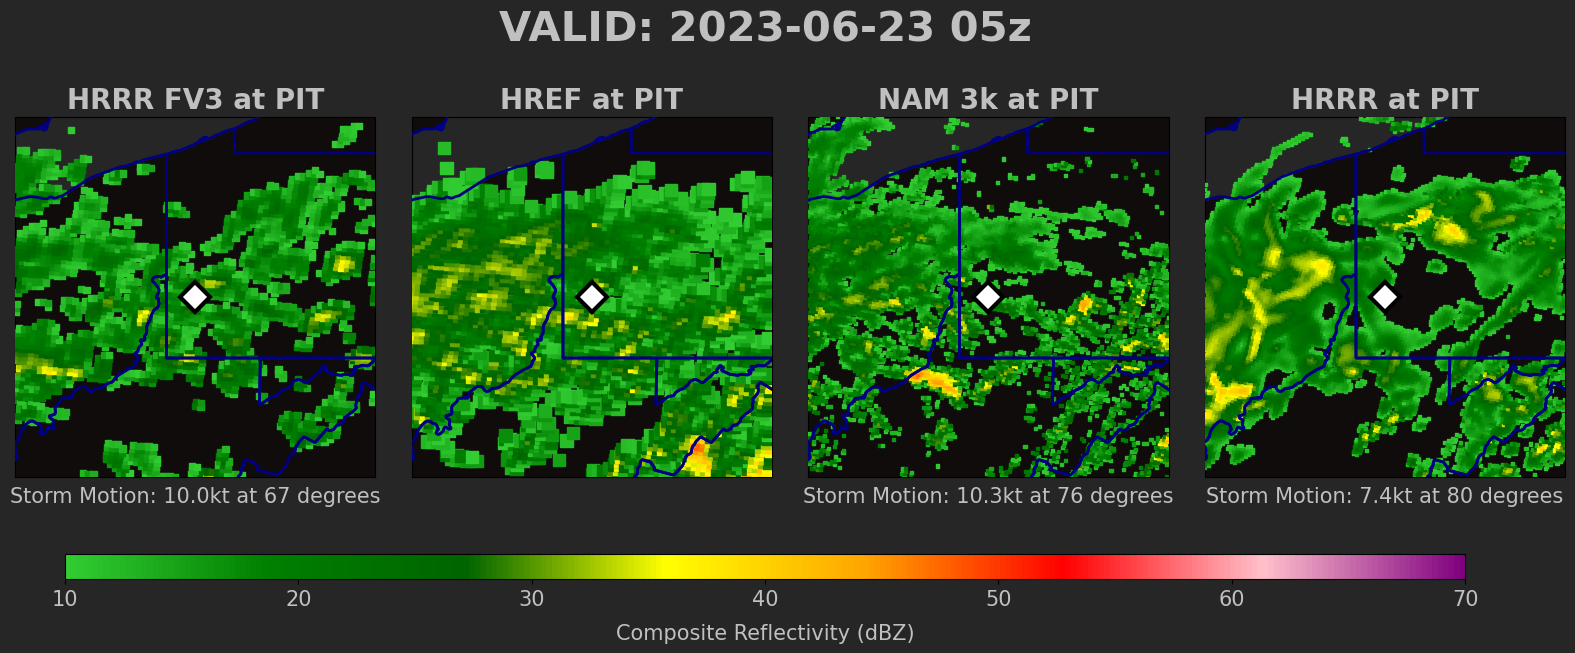 VALID: 2023-06-23 05z
HRRR FV3 at PIT
HREF at PIT
NAM 3k at PIT
HRRR at PIT
Storm Motion: 10.0kt at 67 degrees
Storm Motion: 10.3kt at 76 degrees
Storm Motion: 7.4kt at 80 degrees
10 20 30 40 50 60 70
Composite Reflectivity (dBZ)